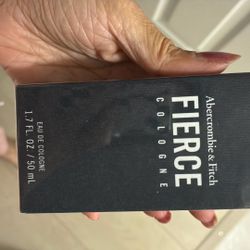 Abercrombie & Fitch
FIERCE
COLOGNE
EAU DE COLOGNE
1.7 FL. OZ. / 50 mL